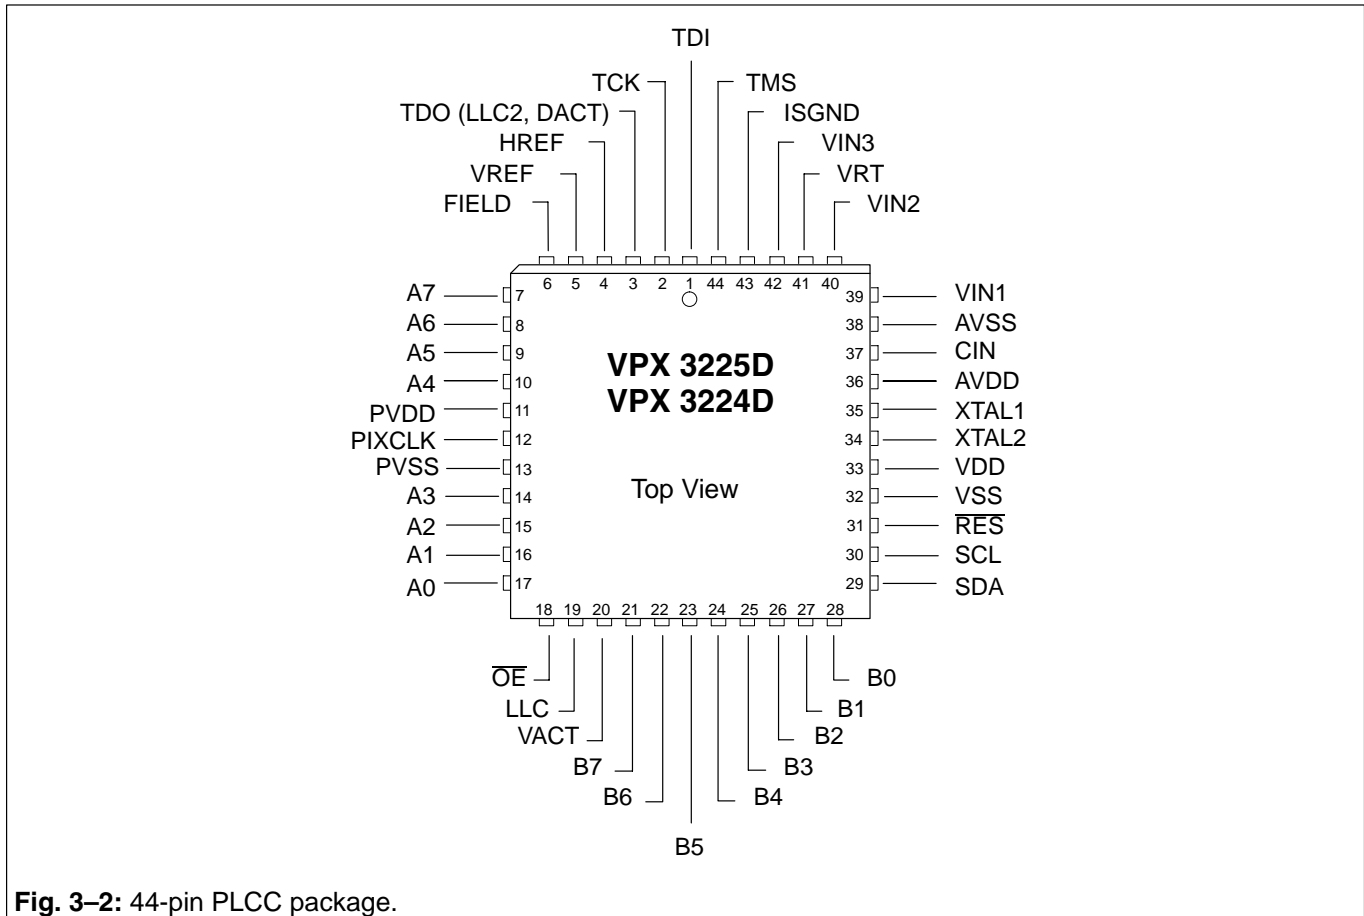 TDI
TCK
TMS
TDO (LLC2, DACT)
ISGND
HREF
VIN3
VREF
VRT
FIELD
VIN2
6 5 4 3 2 1 44 43 42 41 40
A7 7 39 VIN1
A6 8 38 AVSS
A5 9 37 CIN
VPX 3225D
A4 10 36 AVDD
VPX 3224D
PVDD 11 35 XTAL1
PIXCLK 12 34 XTAL2
PVSS 13 33 VDD
Top View
A3 14 32 VSS
A2 15 31 R̅E̅S̅
A1 16 30 SCL
A0 17 29 SDA
18 19 20 21 22 23 24 25 26 27 28
O̅E̅
B0
LLC
B1
VACT
B2
B7
B3
B6
B4
B5
Fig. 3–2: 44-pin PLCC package.